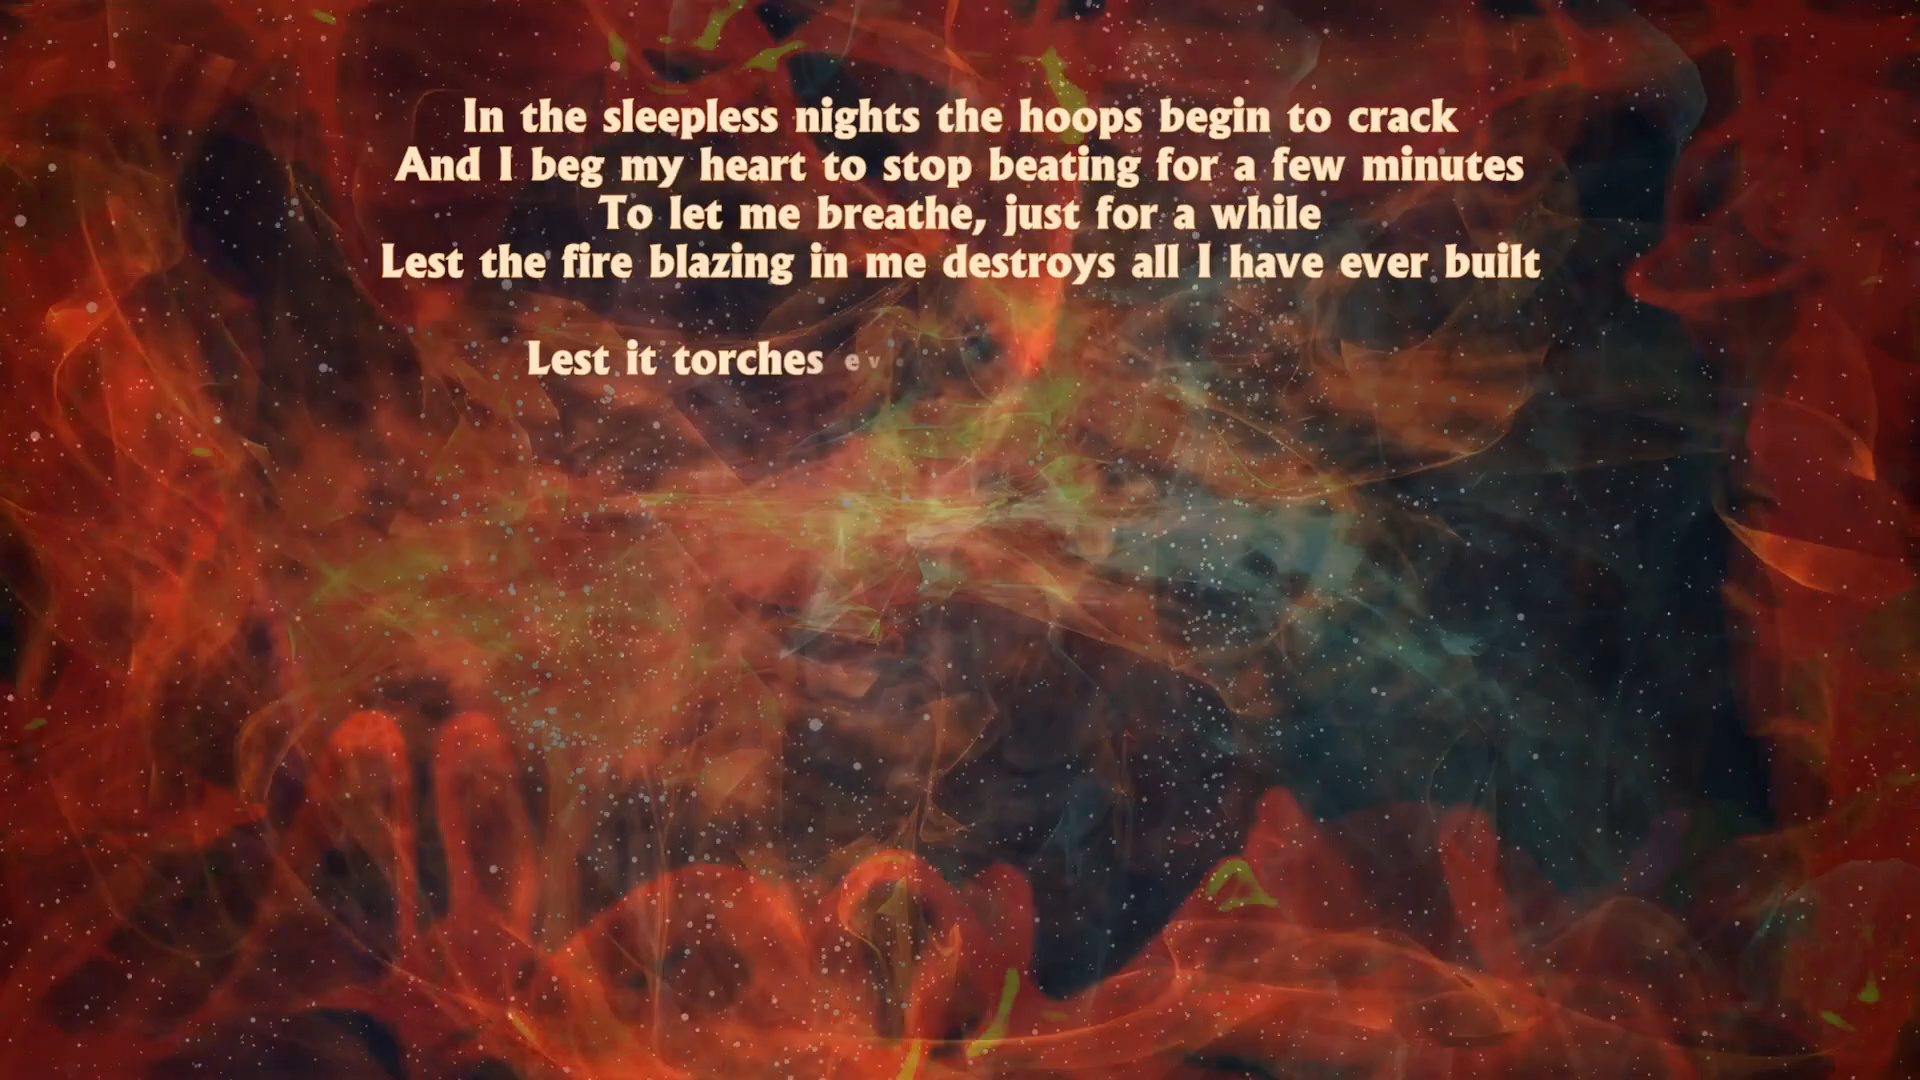 In the sleepless nights the hoops begin to crack
And I beg my heart to stop beating for a few minutes
To let me breathe, just for a while
Lest the fire blazing in me destroys all I have ever built
Lest it torches ev